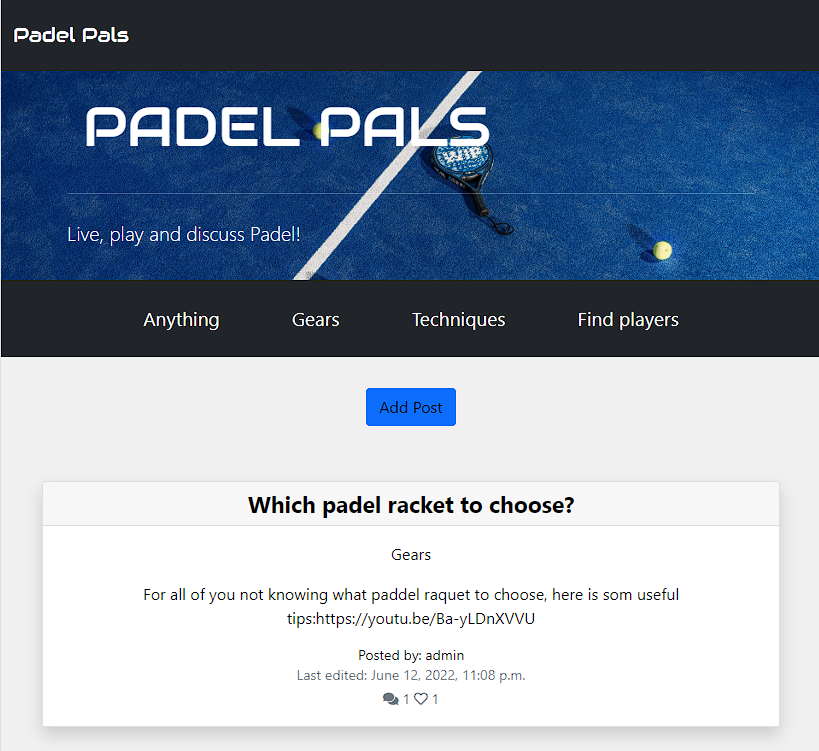 Padel Pals
PADEL PALS
Live, play and discuss Padel!
Anything Gears Techniques Find players
Add Post
Which padel racket to choose?
Gears
For all of you not knowing what paddel raquet to choose, here is som useful
tips:https://youtu.be/Ba-yLDnXVVU
Posted by: admin
Last edited: June 12, 2022, 11:08 p.m.
1 1